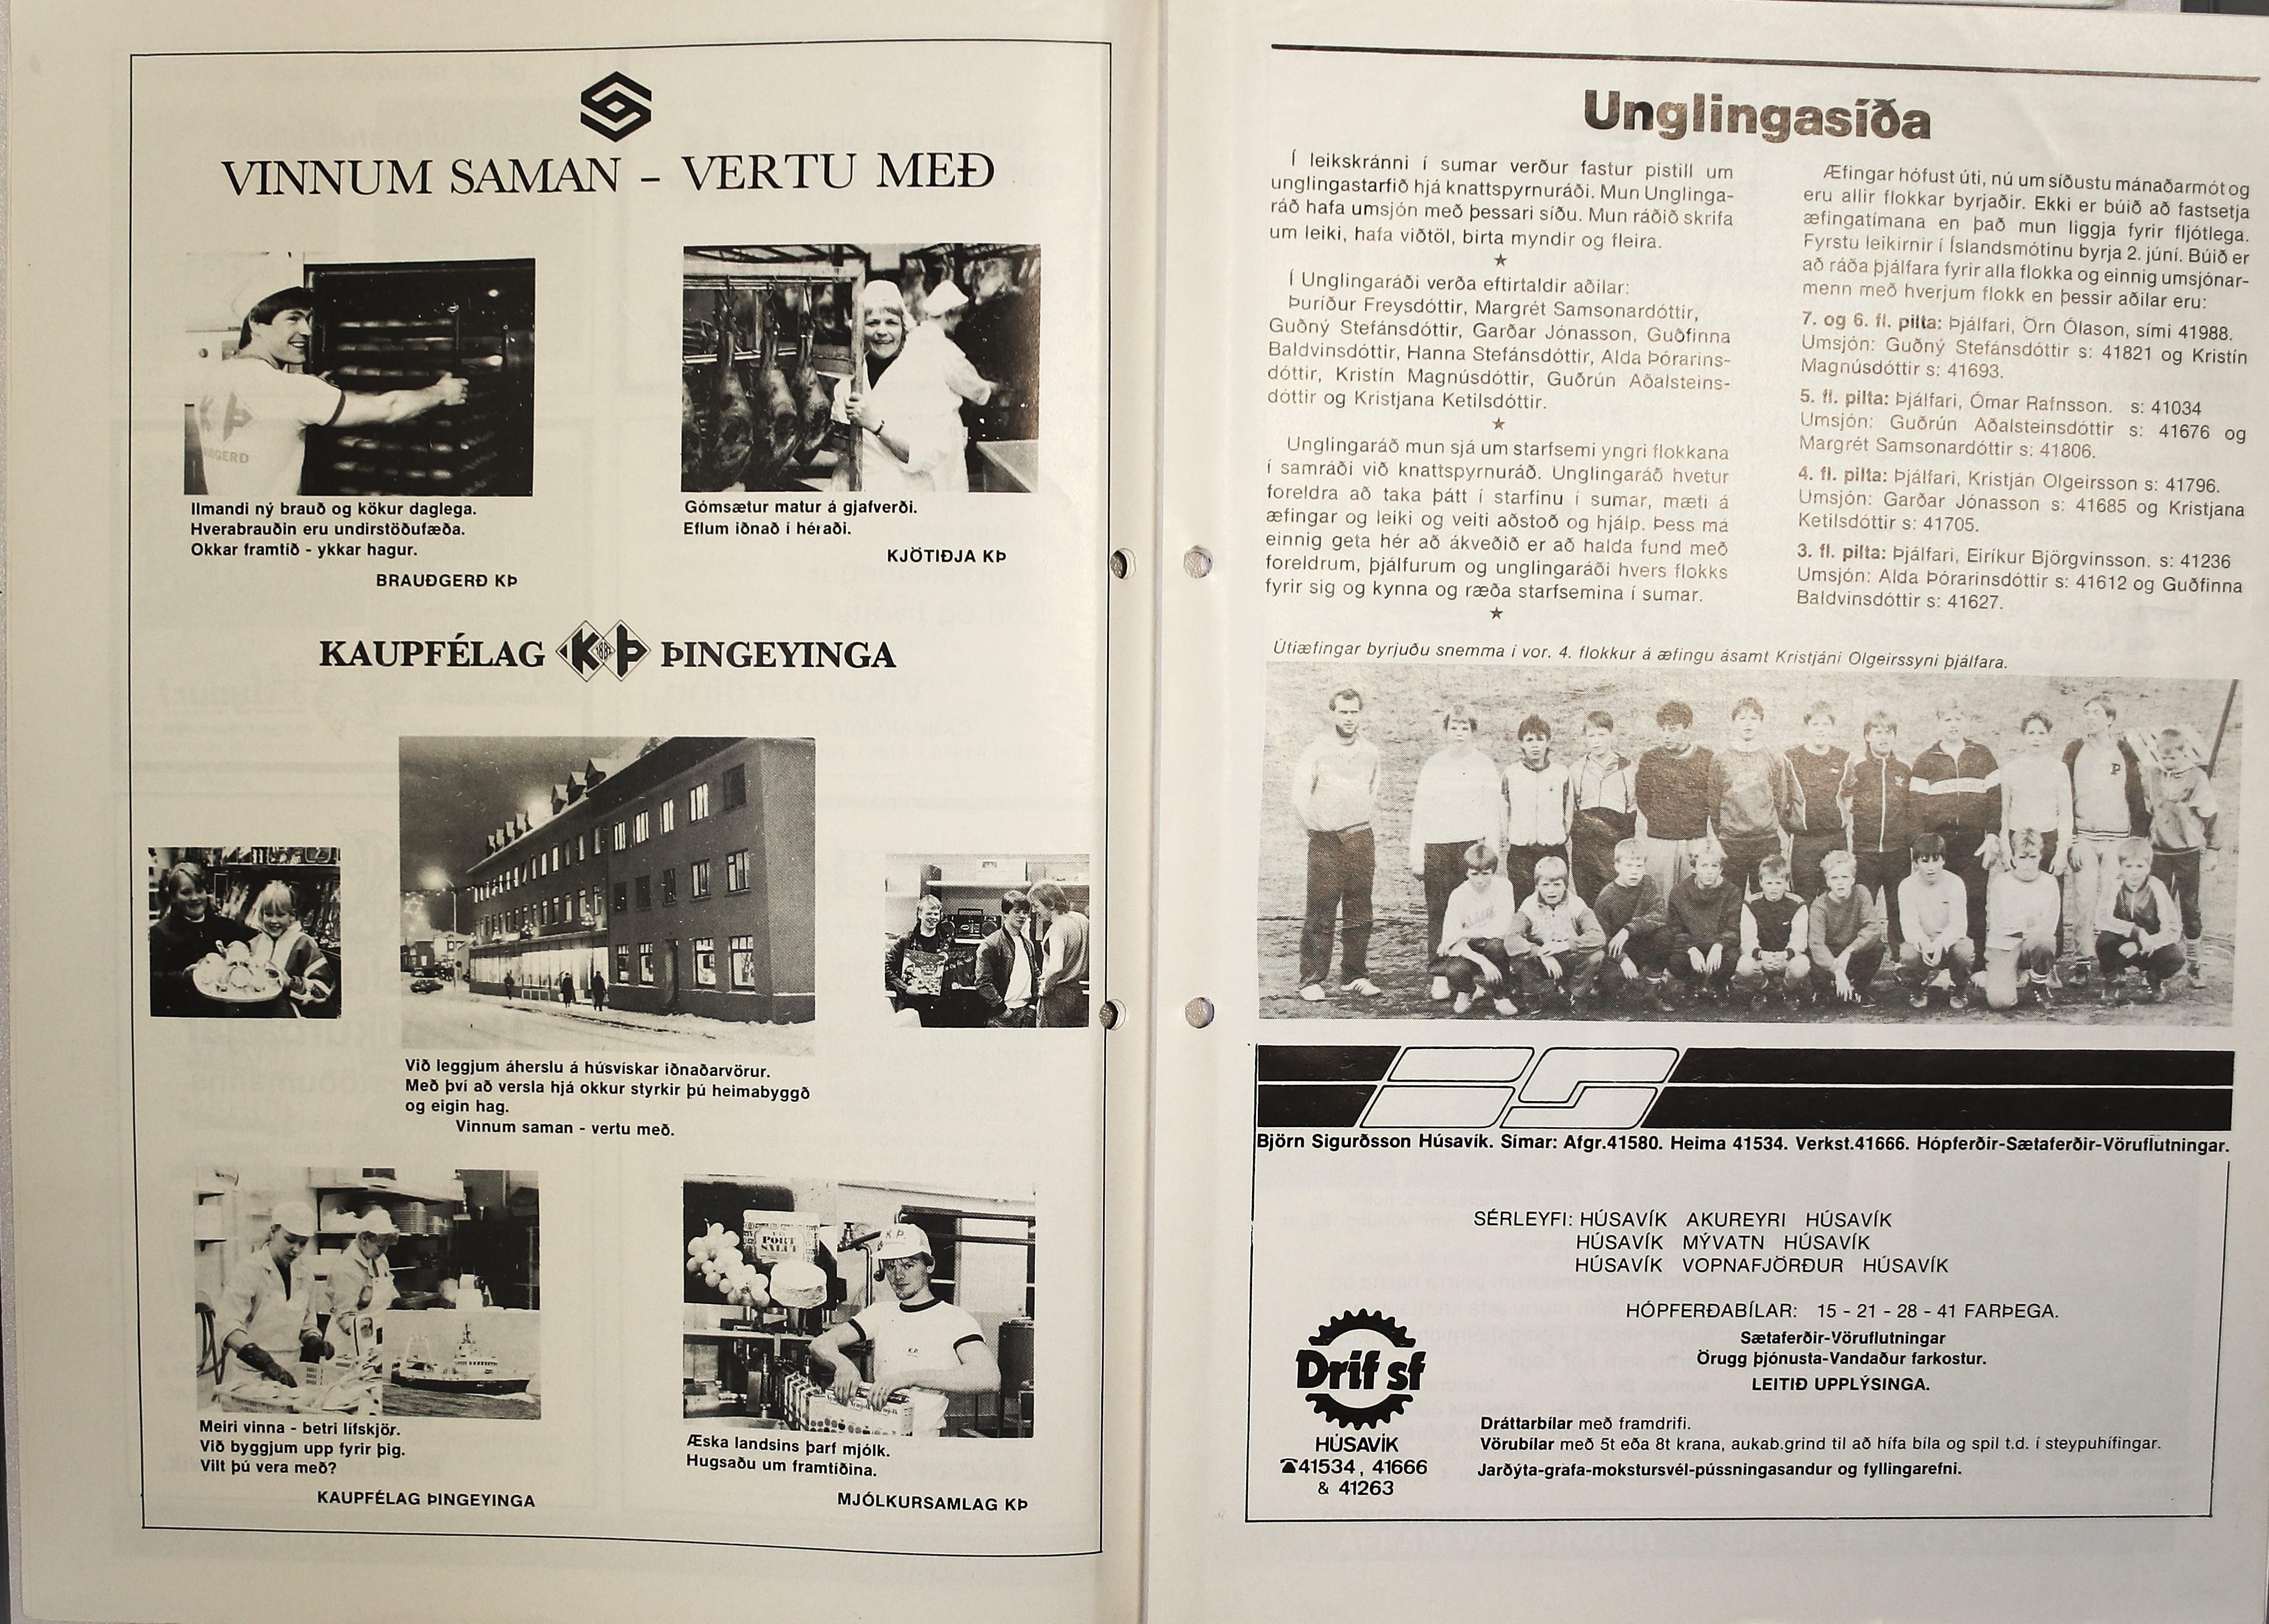 VINNUM SAMAN – VERTU MEÐ
Ilmandi ný brauð og kökur daglega.
Hverabrauðin eru undirstöðufæða.
Okkar framtíð - ykkar hagur.
BRAUÐGERÐ KÞ
Gómsætur matur á gjafverði.
Eflum iðnað í héraði.
KJÖTIÐJA KÞ
KAUPFÉLAG KÞ ÞINGEYINGA
Við leggjum áherslu á húsvískar iðnaðarvörur.
Með því að versla hjá okkur styrkir þú heimabyggð
og eigin hag.
Vinnum saman - vertu með.
Meiri vinna - betri lífskjör.
Við byggjum upp fyrir þig.
Vilt þú vera með?
KAUPFÉLAG ÞINGEYINGA
PORT
SALUT
K.Þ.
Æska landsins þarf mjólk.
Hugsaðu um framtíðina.
MJÓLKURSAMLAG KÞ
Unglingasíða
Í leikskránni í sumar verður fastur pistill um
unglingastarfið hjá knattspyrnuráði. Mun Unglinga-
ráð hafa umsjón með þessari síðu. Mun ráðið skrifa
um leiki, hafa viðtöl, birta myndir og fleira.
★
Í Unglingaráði verða eftirtaldir aðilar:
Þuríður Freysdóttir, Margrét Samsonardóttir,
Guðný Stefánsdóttir, Garðar Jónasson, Guðfinna
Baldvinsdóttir, Hanna Stefánsdóttir, Alda Þórarins-
dóttir, Kristín Magnúsdóttir, Guðrún Aðalsteins-
dóttir og Kristjana Ketilsdóttir.
★
Unglingaráð mun sjá um starfsemi yngri flokkana
í samráði við knattspyrnuráð. Unglingaráð hvetur
foreldra að taka þátt í starfinu í sumar, mæti á
æfingar og leiki og veiti aðstoð og hjálp. Þess má
einnig geta hér að ákveðið er að halda fund með
foreldrum, þjálfurum og unglingaráði hvers flokks
fyrir sig og kynna og ræða starfsemina í sumar.
★
Æfingar hófust úti, nú um síðustu mánaðarmót og
eru allir flokkar byrjaðir. Ekki er búið að fastsetja
æfingatímana en það mun liggja fyrir fljótlega.
Fyrstu leikirnir í Íslandsmótinu byrja 2. júní. Búið er
að ráða þjálfara fyrir alla flokka og einnig umsjónar-
menn með hverjum flokk en þessir aðilar eru:
7. og 6. fl. pilta: Þjálfari, Örn Ólason, sími 41988.
Umsjón: Guðný Stefánsdóttir s: 41821 og Kristín
Magnúsdóttir s: 41693.
5. fl. pilta: Þjálfari, Ómar Rafnsson. s: 41034
Umsjón: Guðrún Aðalsteinsdóttir s: 41676 og
Margrét Samsonardóttir s: 41806.
4. fl. pilta: Þjálfari, Kristján Olgeirsson s: 41796.
Umsjón: Garðar Jónasson s: 41685 og Kristjana
Ketilsdóttir s: 41705.
3. fl. pilta: Þjálfari, Eiríkur Björgvinsson. s: 41236
Umsjón: Alda Þórarinsdóttir s: 41612 og Guðfinna
Baldvinsdóttir s: 41627.
Útiæfingar byrjuðu snemma í vor. 4. flokkur á æfingu ásamt Kristjáni Olgeirssyni þjálfara.
Björn Sigurðsson Húsavík. Símar: Afgr.41580. Heima 41534. Verkst.41666. Hópferðir-Sætaferðir-Vöruflutningar.
SÉRLEYFI: HÚSAVÍK AKUREYRI HÚSAVÍK
HÚSAVÍK MÝVATN HÚSAVÍK
HÚSAVÍK VOPNAFJÖRÐUR HÚSAVÍK
HÓPFERÐABÍLAR: 15 - 21 - 28 - 41 FARÞEGA.
Sætaferðir-Vöruflutningar
Örugg þjónusta-Vandaður farkostur.
LEITIÐ UPPLÝSINGA.
Drif sf
HÚSAVÍK
☎41534, 41666
& 41263
Dráttarbílar með framdrifi.
Vörubílar með 5t eða 8t krana, aukab.grind til að hífa bíla og spil t.d. í steypuhífingar.
Jarðýta-grafa-mokstursvél-pússningasandur og fyllingarefni.